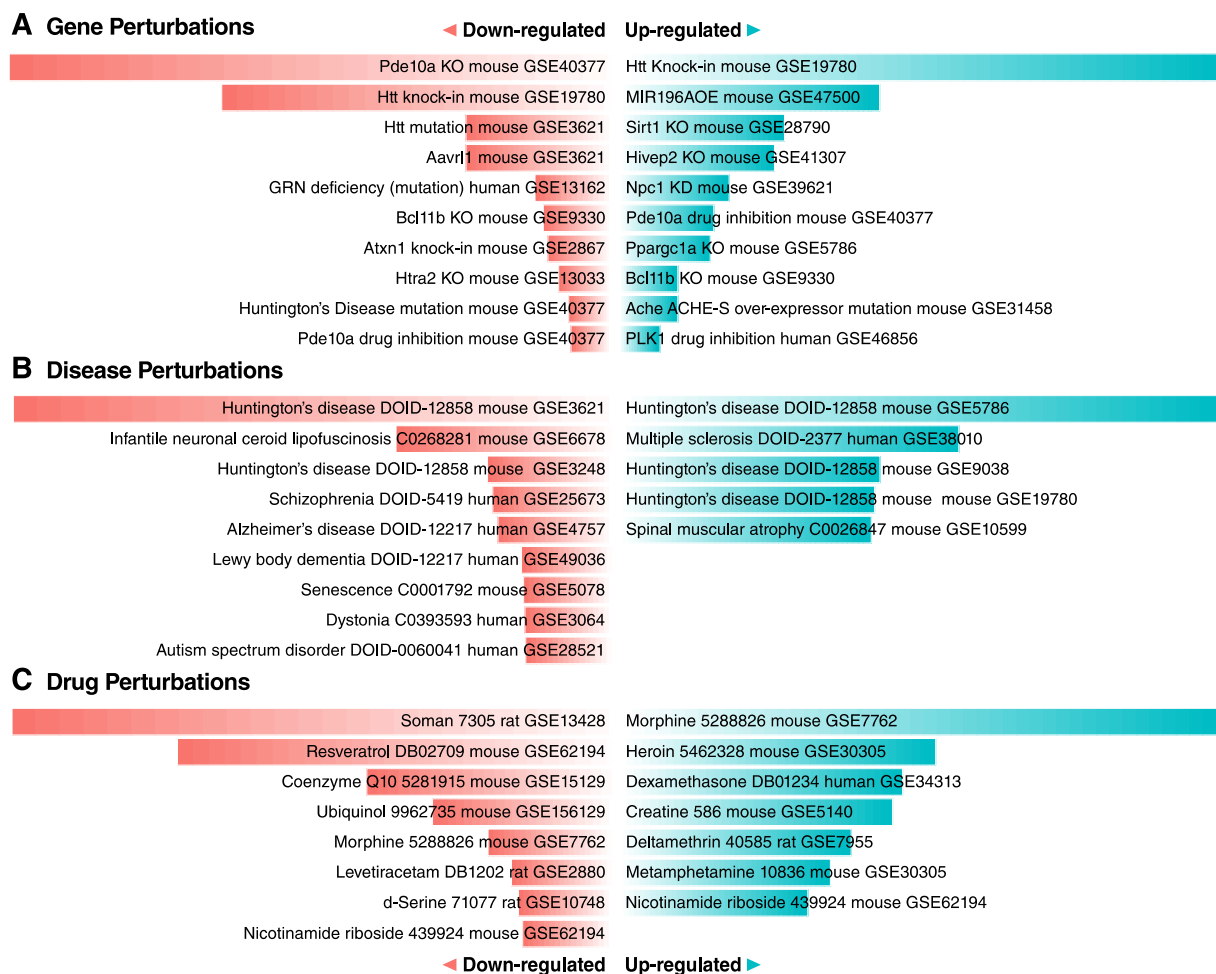 A Gene Perturbations
◄ Down-regulated Up-regulated ►
Pde10a KO mouse GSE40377 Htt Knock-in mouse GSE19780
Htt knock-in mouse GSE19780 MIR196AOE mouse GSE47500
Htt mutation mouse GSE3621 Sirt1 KO mouse GSE28790
Aavrl1 mouse GSE3621 Hivep2 KO mouse GSE41307
GRN deficiency (mutation) human GSE13162 Npc1 KD mouse GSE39621
Bcl11b KO mouse GSE9330 Pde10a drug inhibition mouse GSE40377
Atxn1 knock-in mouse GSE2867 Ppargc1a KO mouse GSE5786
Htra2 KO mouse GSE13033 Bcl11b KO mouse GSE9330
Huntington’s Disease mutation mouse GSE40377 Ache ACHE-S over-expressor mutation mouse GSE31458
Pde10a drug inhibition mouse GSE40377 PLK1 drug inhibition human GSE46856
B Disease Perturbations
Huntington’s disease DOID-12858 mouse GSE3621 Huntington’s disease DOID-12858 mouse GSE5786
Infantile neuronal ceroid lipofuscinosis C0268281 mouse GSE6678 Multiple sclerosis DOID-2377 human GSE38010
Huntington’s disease DOID-12858 mouse GSE3248 Huntington’s disease DOID-12858 mouse GSE9038
Schizophrenia DOID-5419 human GSE25673 Huntington’s disease DOID-12858 mouse mouse GSE19780
Alzheimer’s disease DOID-12217 human GSE4757 Spinal muscular atrophy C0026847 mouse GSE10599
Lewy body dementia DOID-12217 human GSE49036
Senescence C0001792 mouse GSE5078
Dystonia C0393593 human GSE3064
Autism spectrum disorder DOID-0060041 human GSE28521
C Drug Perturbations
Soman 7305 rat GSE13428 Morphine 5288826 mouse GSE7762
Resveratrol DB02709 mouse GSE62194 Heroin 5462328 mouse GSE30305
Coenzyme Q10 5281915 mouse GSE15129 Dexamethasone DB01234 human GSE34313
Ubiquinol 9962735 mouse GSE156129 Creatine 586 mouse GSE5140
Morphine 5288826 mouse GSE7762 Deltamethrin 40585 rat GSE7955
Levetiracetam DB1202 rat GSE2880 Metamphetamine 10836 mouse GSE30305
d-Serine 71077 rat GSE10748 Nicotinamide riboside 439924 mouse GSE62194
Nicotinamide riboside 439924 mouse GSE62194
◄ Down-regulated Up-regulated ►